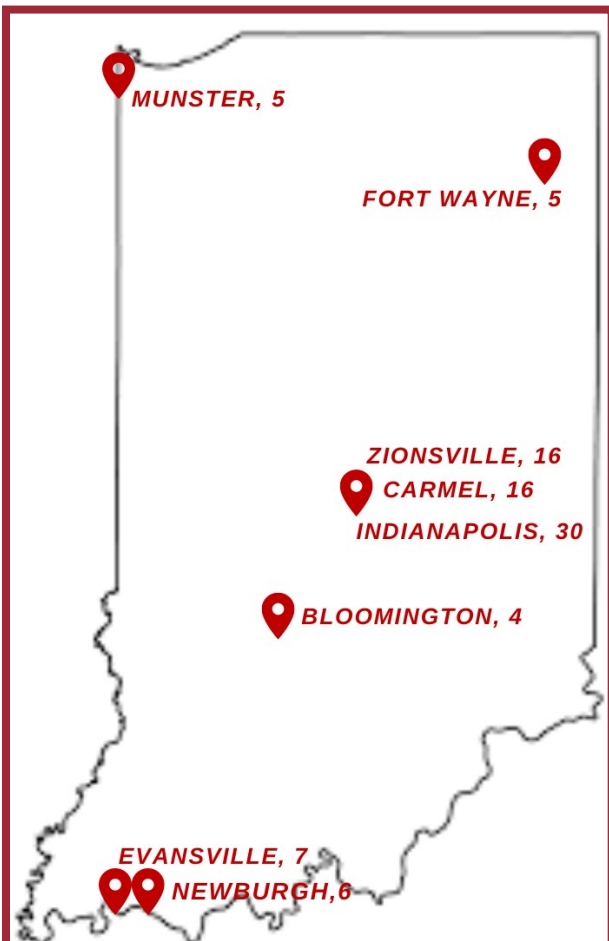 MUNSTER, 5
FORT WAYNE, 5
ZIONSVILLE, 16
CARMEL, 16
INDIANAPOLIS, 30
BLOOMINGTON, 4
EVANSVILLE, 7
NEWBURGH,6